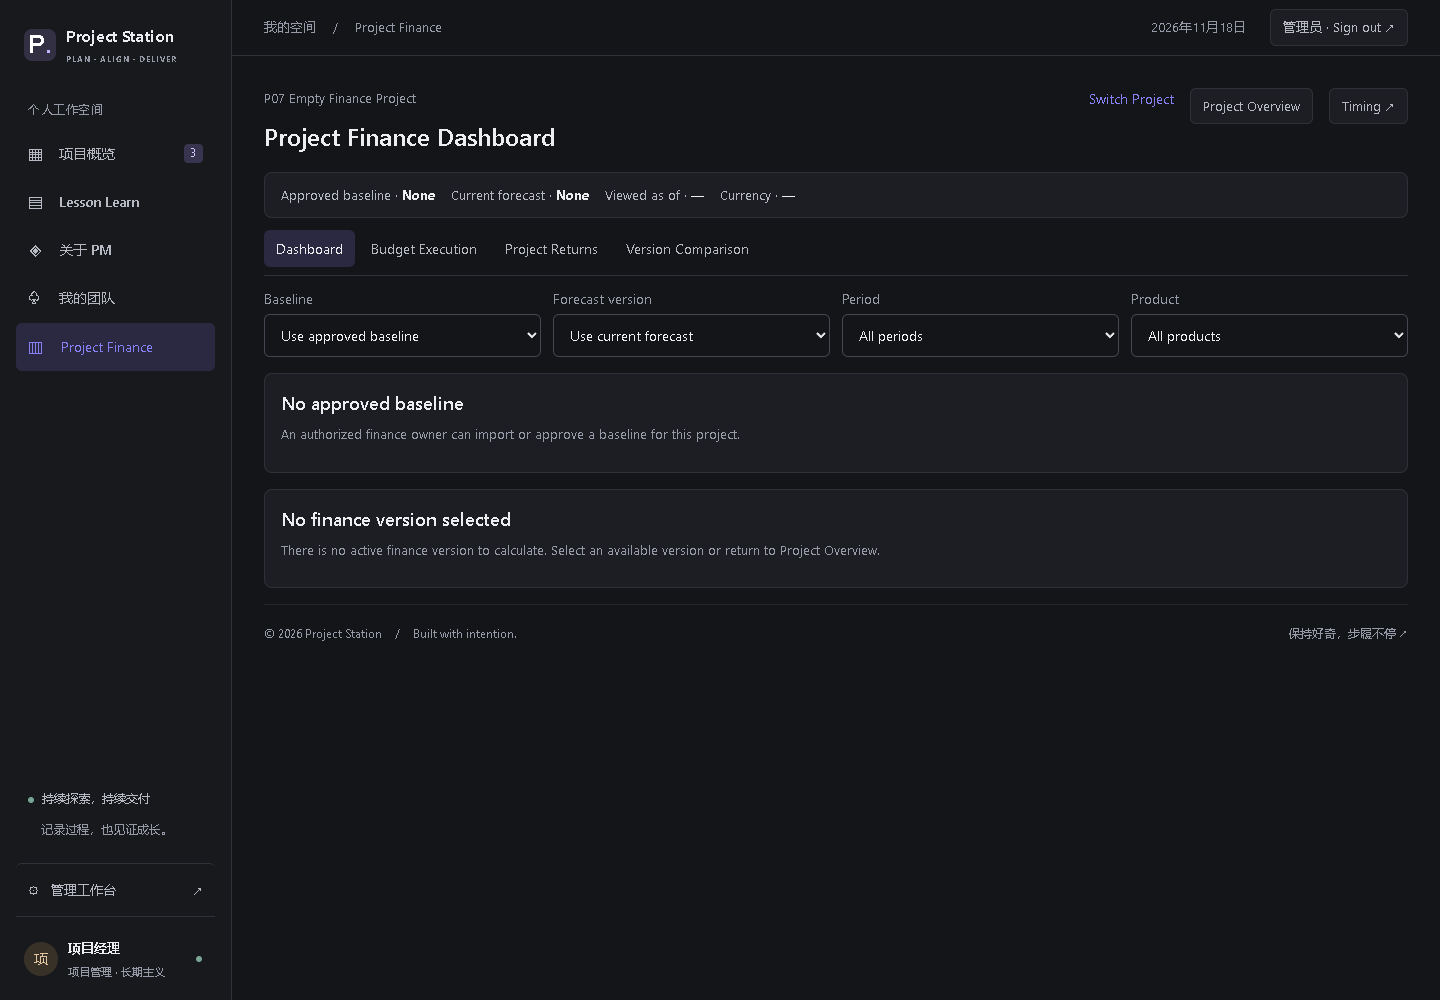 P. Project Station
PLAN · ALIGN · DELIVER
个人工作空间
项目概览 3
Lesson Learn
关于 PM
我的团队
Project Finance
持续探索，持续交付
记录过程，也见证成长。
管理工作台 ↗
项 项目经理
项目管理 · 长期主义
我的空间 / Project Finance
2026年11月18日
管理员 · Sign out ↗
P07 Empty Finance Project
Switch Project
Project Overview
Timing ↗
Project Finance Dashboard
Approved baseline · None Current forecast · None Viewed as of · — Currency · —
Dashboard Budget Execution Project Returns Version Comparison
Baseline Forecast version Period Product
Use approved baseline Use current forecast All periods All products
No approved baseline
An authorized finance owner can import or approve a baseline for this project.
No finance version selected
There is no active finance version to calculate. Select an available version or return to Project Overview.
© 2026 Project Station / Built with intention.
保持好奇，步履不停 ↗